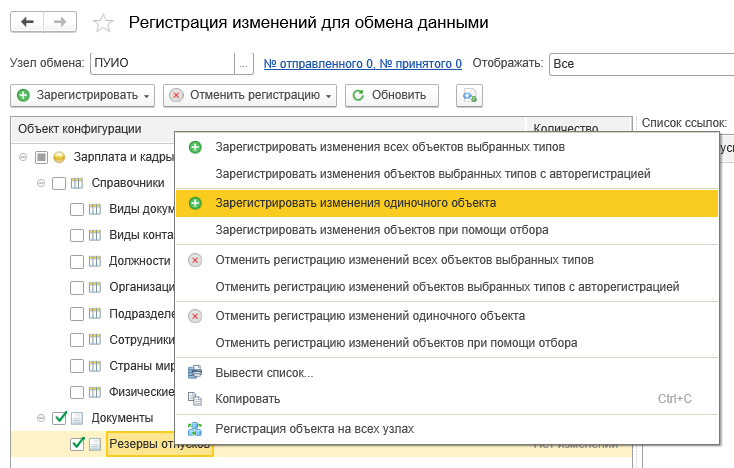 Регистрация изменений для обмена данными
Узел обмена: ПУИО ... № отправленного 0, № принятого 0 Отображать: Все
Зарегистрировать Отменить регистрацию Обновить
Объект конфигурации Количество Список ссылок:
Зарплата и кадры
Справочники
Виды
Виды
Должности
Подразделе
Сотрудники
Страны мир
Физические
Документы
Резервы отпусков Нет изменений
Зарегистрировать изменения всех объектов выбранных типов
Зарегистрировать изменения объектов выбранных типов с авторегистрацией
Зарегистрировать изменения одиночного объекта
Зарегистрировать изменения объектов при помощи отбора
Отменить регистрацию изменений всех объектов выбранных типов
Отменить регистрацию изменений объектов выбранных типов с авторегистрацией
Отменить регистрацию изменений одиночного объекта
Отменить регистрацию изменений объектов при помощи отбора
Вывести список...
Копировать Ctrl+C
Регистрация объекта на всех узлах